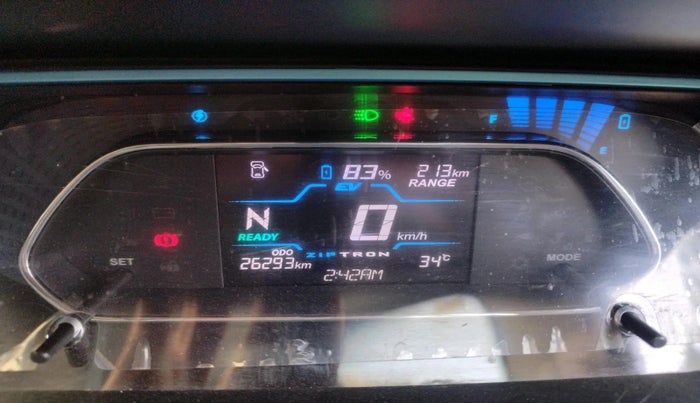 F
E
83%
213km
RANGE
EV
N
READY
0
km/h
SET
MODE
ODO
ZIPTRON
26293km
34°C
2:42AM